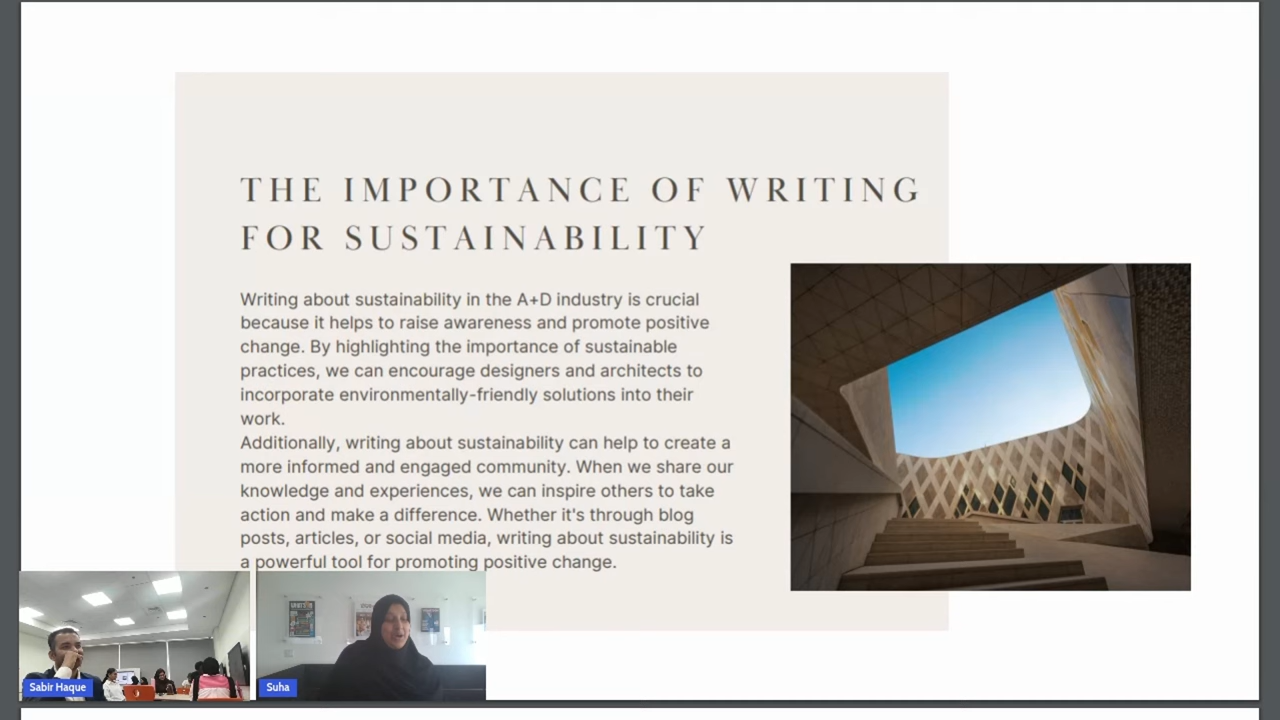 THE IMPORTANCE OF WRITING
FOR SUSTAINABILITY
Writing about sustainability in the A+D industry is crucial
because it helps to raise awareness and promote positive
change. By highlighting the importance of sustainable
practices, we can encourage designers and architects to
incorporate environmentally-friendly solutions into their
work.
Additionally, writing about sustainability can help to create a
more informed and engaged community. When we share our
knowledge and experiences, we can inspire others to take
action and make a difference. Whether it's through blog
posts, articles, or social media, writing about sustainability is
a powerful tool for promoting positive change.
Sabir Haque
Suha